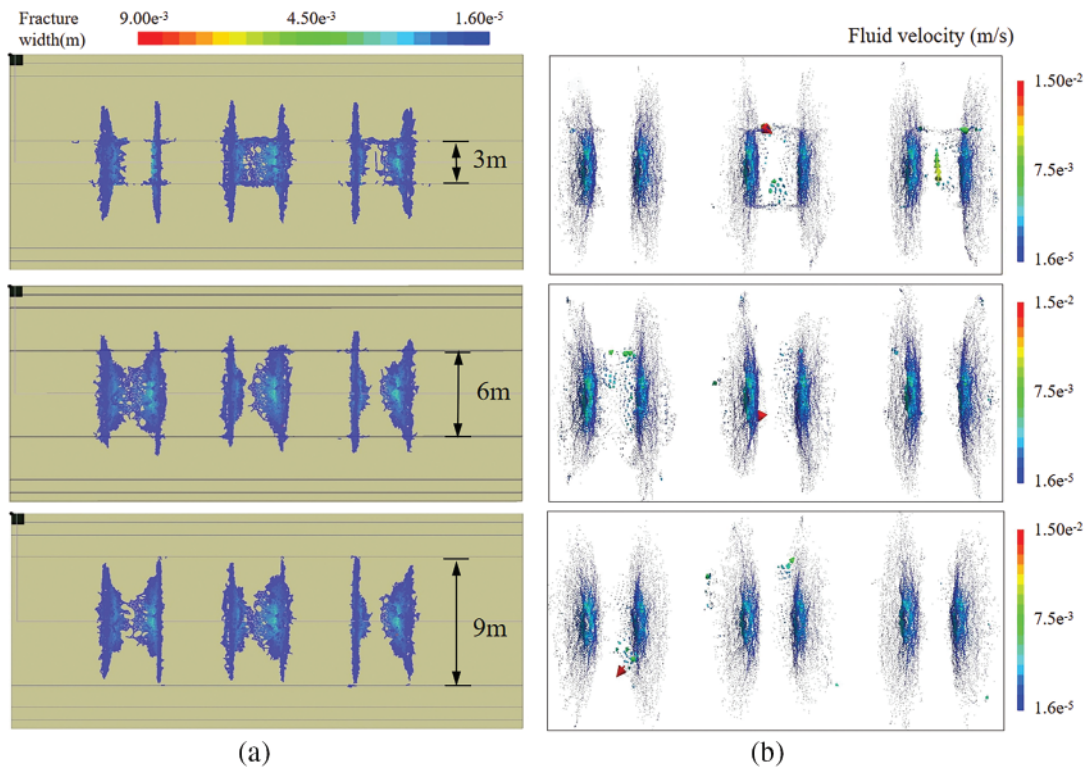 Fracture width(m)
9.00e⁻³ 4.50e⁻³ 1.60e⁻⁵
3m
6m
9m
(a)
Fluid velocity (m/s)
1.50e⁻²
7.5e⁻³
1.6e⁻⁵
1.5e⁻²
7.5e⁻³
1.6e⁻⁵
1.50e⁻²
7.5e⁻³
1.6e⁻⁵
(b)